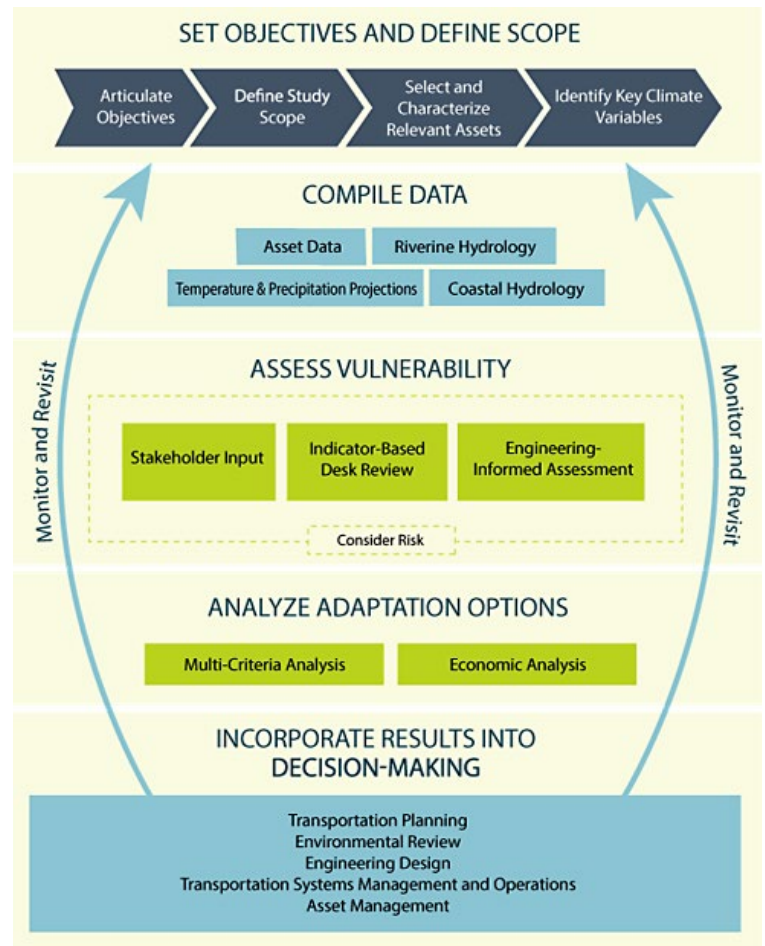 SET OBJECTIVES AND DEFINE SCOPE
Articulate
Objectives
Define Study
Scope
Select and
Characterize
Relevant Assets
Identify Key Climate
Variables
COMPILE DATA
Asset Data
Riverine Hydrology
Temperature & Precipitation Projections
Coastal Hydrology
Monitor and Revisit
Monitor and Revisit
ASSESS VULNERABILITY
Stakeholder Input
Indicator-Based
Desk Review
Engineering-
Informed Assessment
Consider Risk
ANALYZE ADAPTATION OPTIONS
Multi-Criteria Analysis
Economic Analysis
INCORPORATE RESULTS INTO
DECISION-MAKING
Transportation Planning
Environmental Review
Engineering Design
Transportation Systems Management and Operations
Asset Management